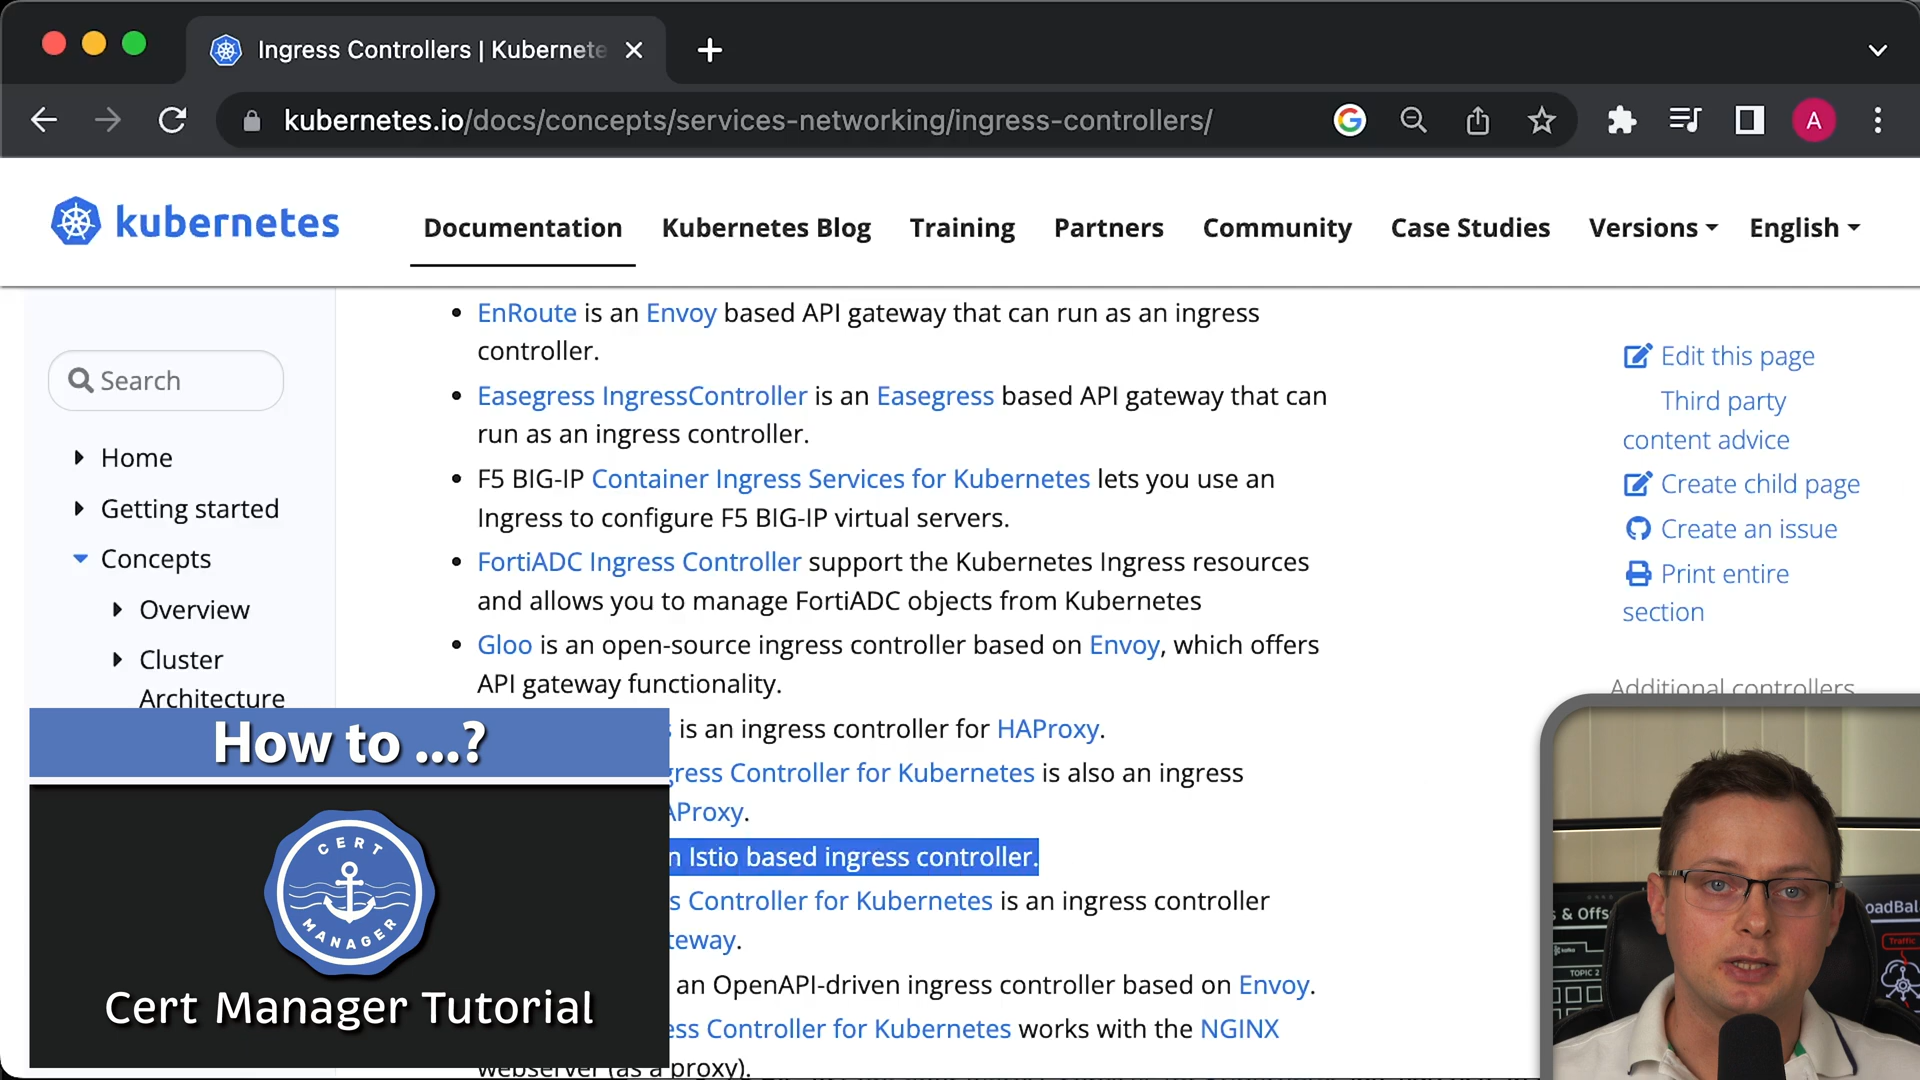 Ingress Controllers | Kubernete
kubernetes.io/docs/concepts/services-networking/ingress-controllers/
A
kubernetes
Documentation
Kubernetes Blog
Training
Partners
Community
Case Studies
Versions
English
Search
Home
Getting started
Concepts
Overview
Cluster
Architecture
EnRoute is an Envoy based API gateway that can run as an ingress
controller.
Easegress IngressController is an Easegress based API gateway that can
run as an ingress controller.
F5 BIG-IP Container Ingress Services for Kubernetes lets you use an
Ingress to configure F5 BIG-IP virtual servers.
FortiADC Ingress Controller support the Kubernetes Ingress resources
and allows you to manage FortiADC objects from Kubernetes
Gloo is an open-source ingress controller based on Envoy, which offers
API gateway functionality.
is an ingress controller for HAProxy.
gress Controller for Kubernetes is also an ingress
AProxy.
n Istio based ingress controller.
s Controller for Kubernetes is an ingress controller
teway.
an OpenAPI-driven ingress controller based on Envoy.
ess Controller for Kubernetes works with the NGINX
webserver (as a proxy).
Edit this page
Third party
content advice
Create child page
Create an issue
Print entire
section
Additional controllers
How to ...?
CERT
MANAGER
Cert Manager Tutorial
s & Offs
kafka
TOPIC 2
oadBal
Traffic